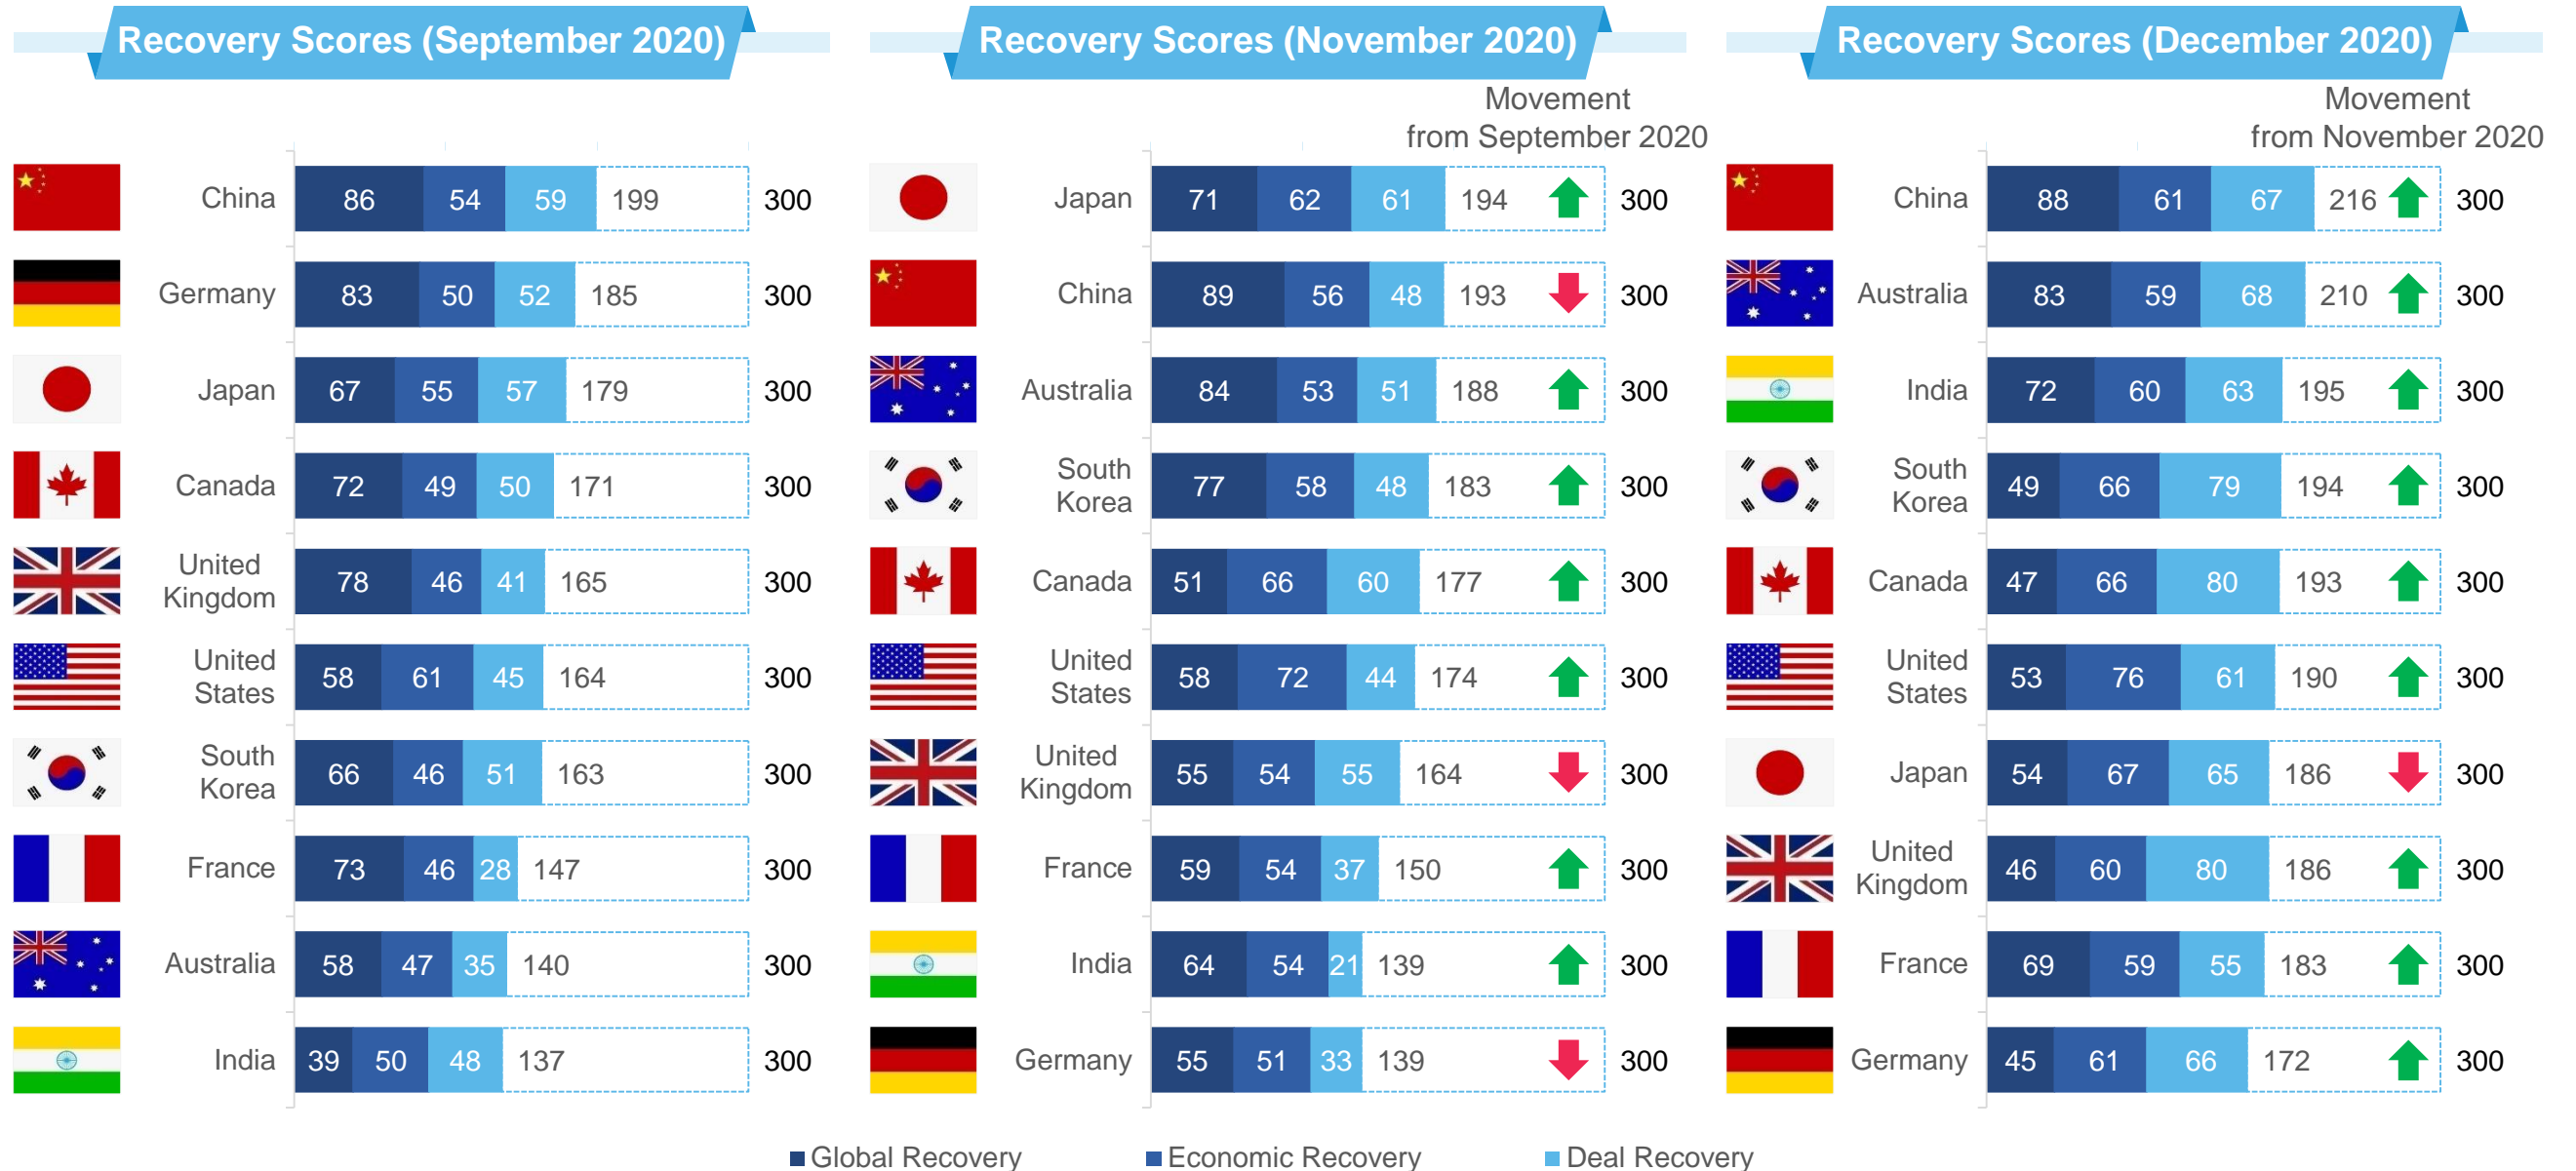 Recovery Scores (September 2020)
China 86 54 59 199 300
Germany 83 50 52 185 300
Japan 67 55 57 179 300
Canada 72 49 50 171 300
United
Kingdom 78 46 41 165 300
United
States 58 61 45 164 300
South
Korea 66 46 51 163 300
France 73 46 28 147 300
Australia 58 47 35 140 300
India 39 50 48 137 300
Recovery Scores (November 2020)
Movement
from September 2020
Japan 71 62 61 194 300
China 89 56 48 193 300
Australia 84 53 51 188 300
South
Korea 77 58 48 183 300
Canada 51 66 60 177 300
United
States 58 72 44 174 300
United
Kingdom 55 54 55 164 300
France 59 54 37 150 300
India 64 54 21 139 300
Germany 55 51 33 139 300
Recovery Scores (December 2020)
Movement
from November 2020
China 88 61 67 216 300
Australia 83 59 68 210 300
India 72 60 63 195 300
South
Korea 49 66 79 194 300
Canada 47 66 80 193 300
United
States 53 76 61 190 300
Japan 54 67 65 186 300
United
Kingdom 46 60 80 186 300
France 69 59 55 183 300
Germany 45 61 66 172 300
Global Recovery Economic Recovery Deal Recovery